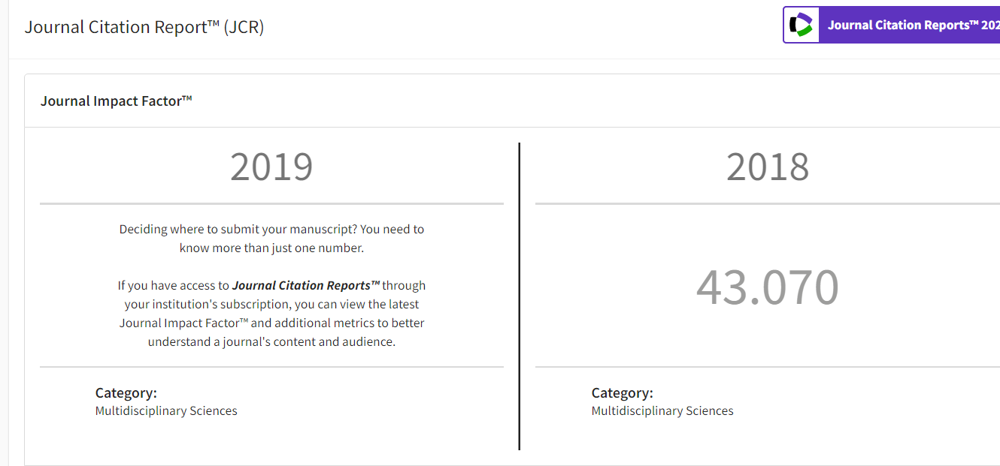 Journal Citation Report™ (JCR)
Journal Citation Reports™ 202
Journal Impact Factor™
2019
Deciding where to submit your manuscript? You need to
know more than just one number.
If you have access to Journal Citation Reports™ through
your institution's subscription, you can view the latest
Journal Impact Factor™ and additional metrics to better
understand a journal's content and audience.
Category:
Multidisciplinary Sciences
2018
43.070
Category:
Multidisciplinary Sciences